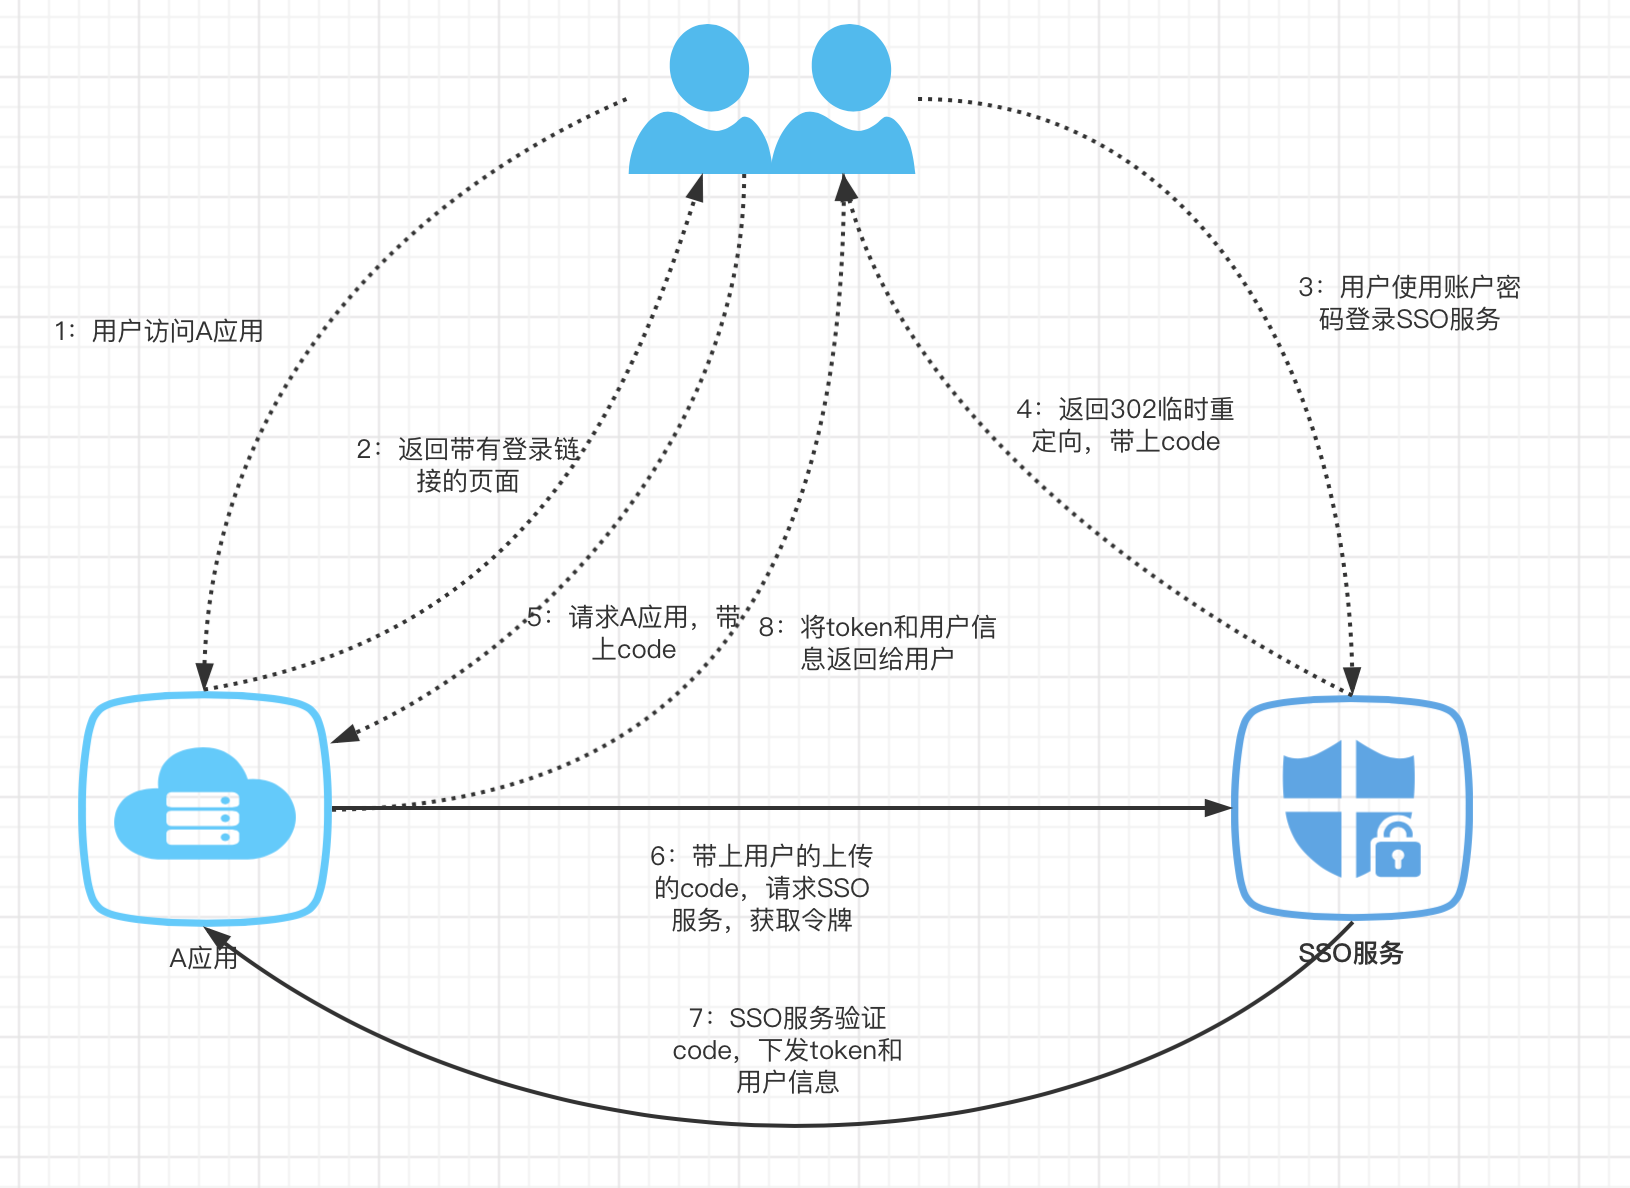 1：用户访问A应用
2：返回带有登录链
接的页面
3：用户使用账户密
码登录SSO服务
4：返回302临时重
定向，带上code
5：请求A应用，带
上code
8：将token和用户信
息返回给用户
6：带上用户的上传
的code，请求SSO
服务，获取令牌
A应用
SSO服务
7：SSO服务验证
code，下发token和
用户信息